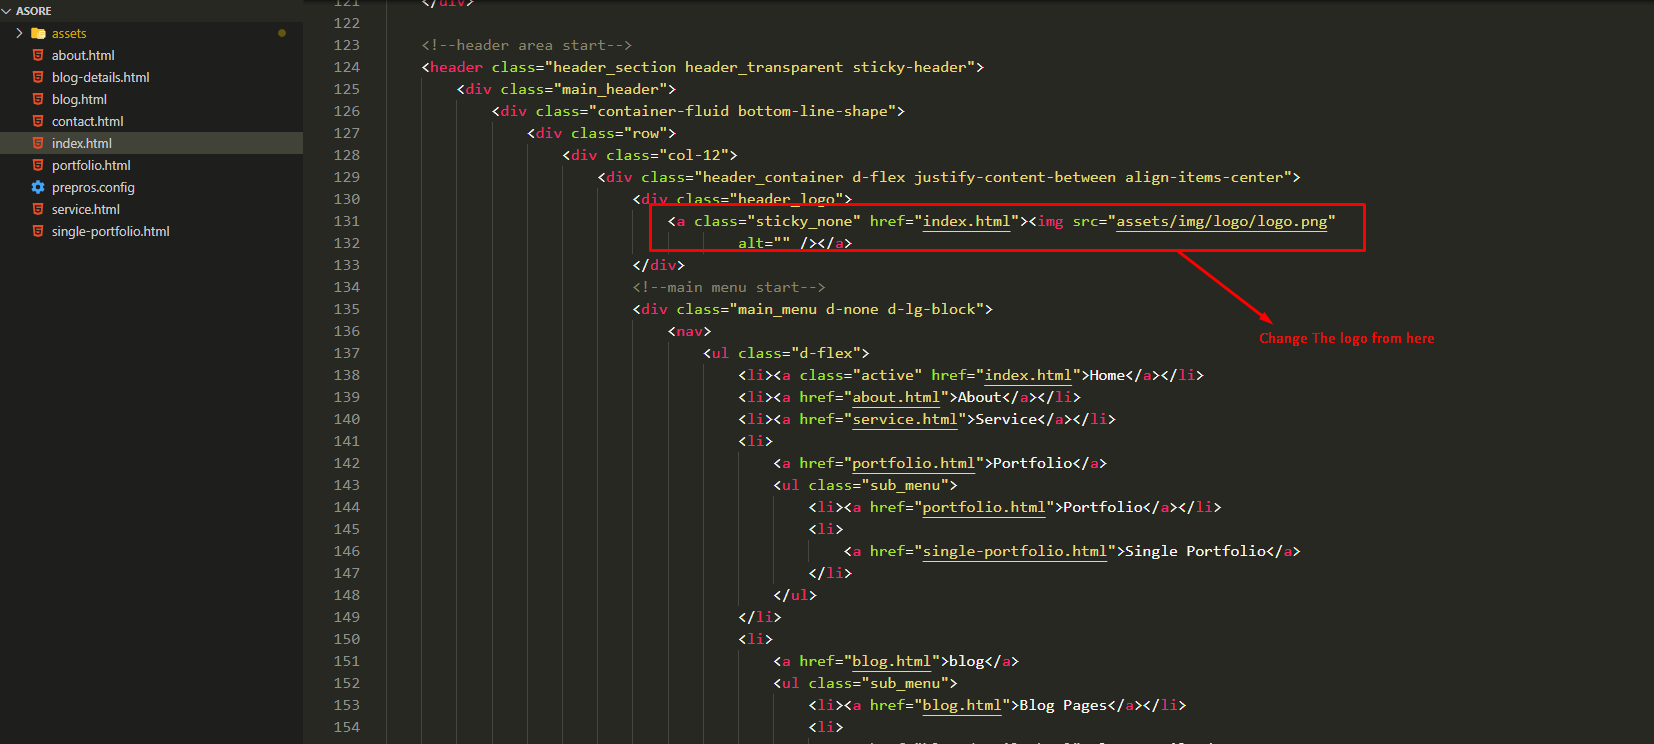 ASORE
assets
about.html
blog-details.html
blog.html
contact.html
index.html
portfolio.html
prepros.config
service.html
single-portfolio.html
121 </div>
122
123 <!--header area start-->
124 <header class="header_section header_transparent sticky-header">
125 <div class="main_header">
126 <div class="container-fluid bottom-line-shape">
127 <div class="row">
128 <div class="col-12">
129 <div class="header_container d-flex justify-content-between align-items-center">
130 <div class="header_logo">
131 <a class="sticky_none" href="index.html"><img src="assets/img/logo/logo.png"
132 alt="" /></a>
133 </div>
134 <!--main menu start-->
135 <div class="main_menu d-none d-lg-block">
136 <nav>
Change The logo from here
137 <ul class="d-flex">
138 <li><a class="active" href="index.html">Home</a></li>
139 <li><a href="about.html">About</a></li>
140 <li><a href="service.html">Service</a></li>
141 <li>
142 <a href="portfolio.html">Portfolio</a>
143 <ul class="sub_menu">
144 <li><a href="portfolio.html">Portfolio</a></li>
145 <li>
146 <a href="single-portfolio.html">Single Portfolio</a>
147 </li>
148 </ul>
149 </li>
150 <li>
151 <a href="blog.html">blog</a>
152 <ul class="sub_menu">
153 <li><a href="blog.html">Blog Pages</a></li>
154 <li>